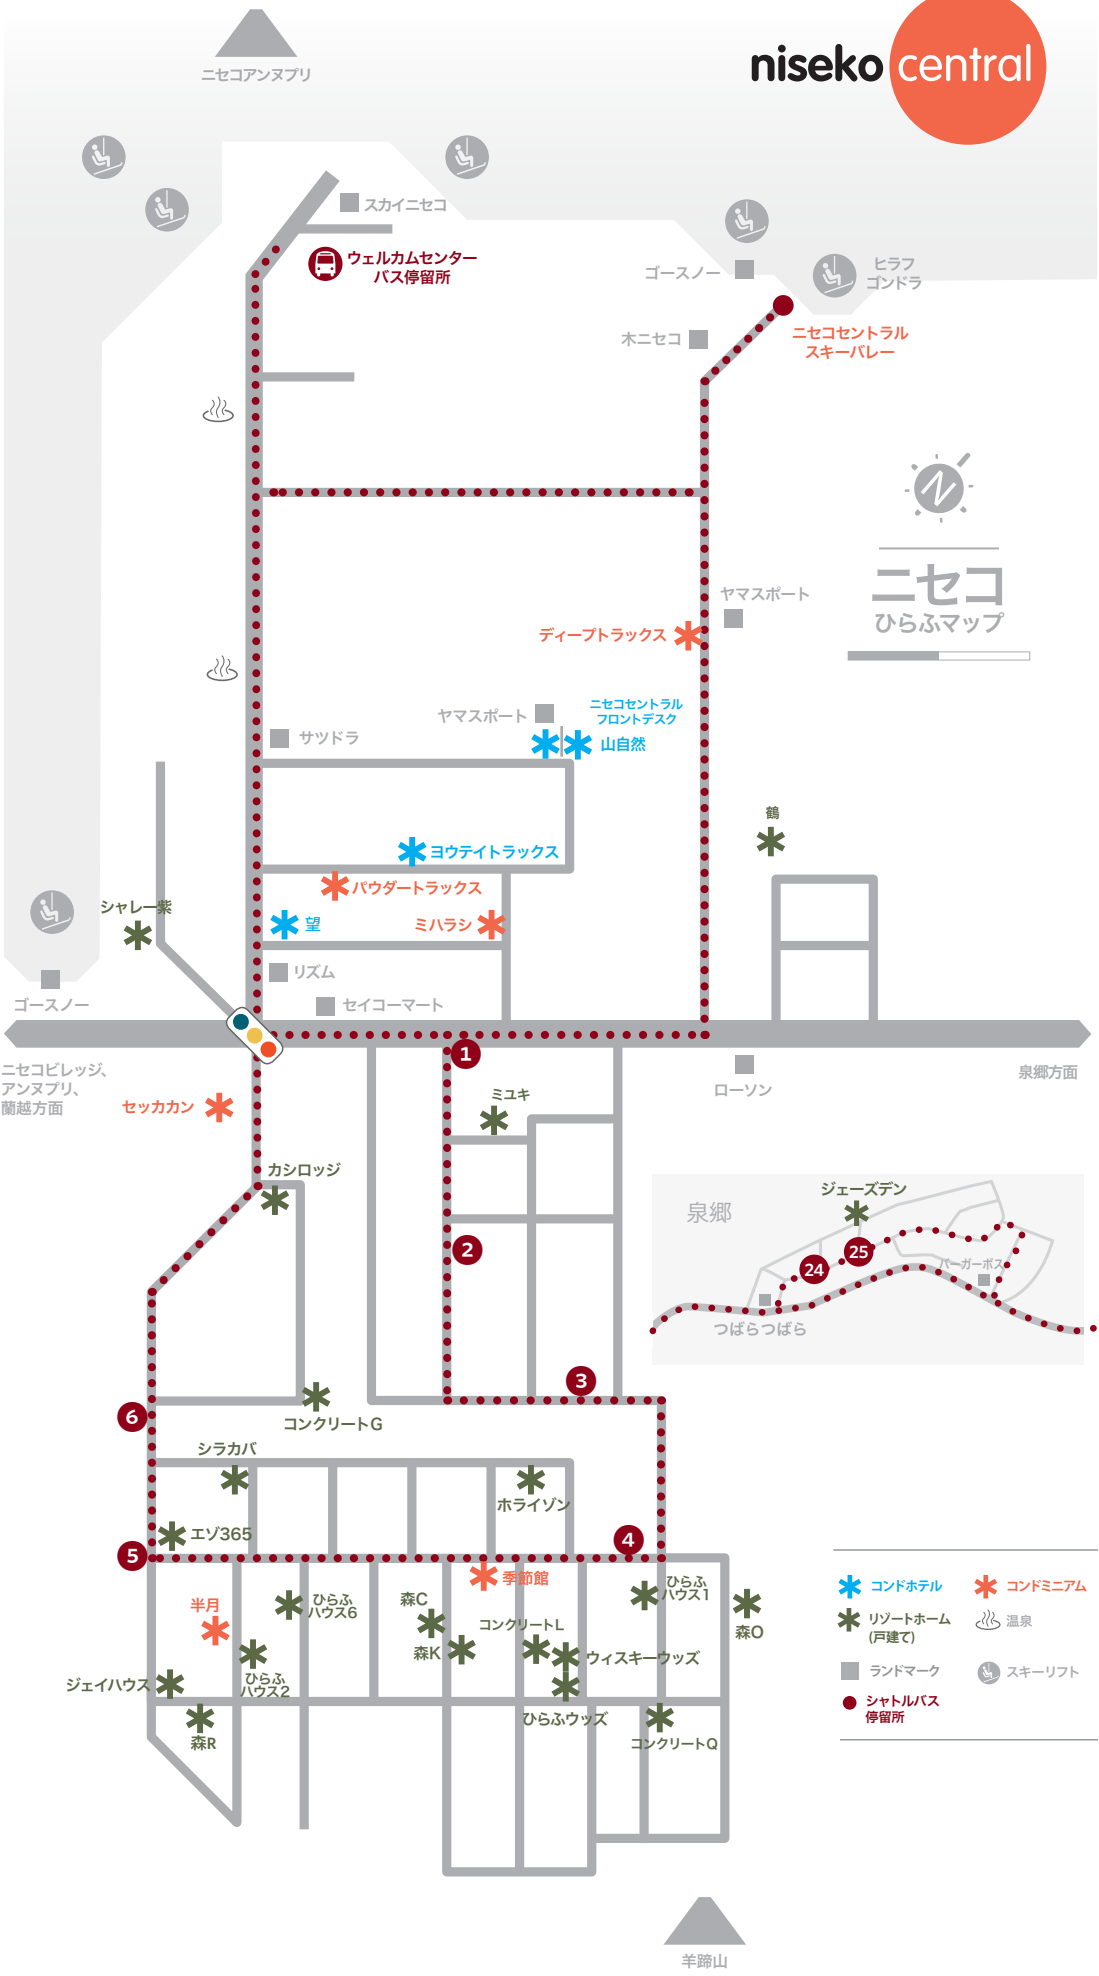 niseko central
ニセコアンヌプリ
スカイニセコ
ウェルカムセンター
バス停留所
ゴースノー
ヒラフ
ゴンドラ
木ニセコ
ニセコセントラル
スキーバレー
ニセコ
ひらふマップ
ヤマスポート
ディープトラックス
ニセコセントラル
フロントデスク
ヤマスポート
山自然
サツドラ
鶴
ヨウテイトラックス
パウダートラックス
シャレー紫
望
ミハラシ
リズム
ゴースノー
セイコーマート
1
ニセコビレッジ、
アンヌプリ、
蘭越方面
ローソン
泉郷方面
セッカカン
ミユキ
カシロッジ
泉郷
ジェーズデン
2
24
25
バーガーボス
つばらつばら
3
6
コンクリートG
シラカバ
ホライゾン
エゾ365
4
5
季節館
半月
ひらふ
ハウス6
森C
コンクリートL
ひらふ
ハウス1
森O
森K
ウィスキーウッズ
ジェイハウス
ひらふ
ハウス2
森R
ひらふウッズ
コンクリートQ
コンドホテル
コンドミニアム
リゾートホーム
(戸建て)
温泉
ランドマーク
スキーリフト
シャトルバス
停留所
羊蹄山